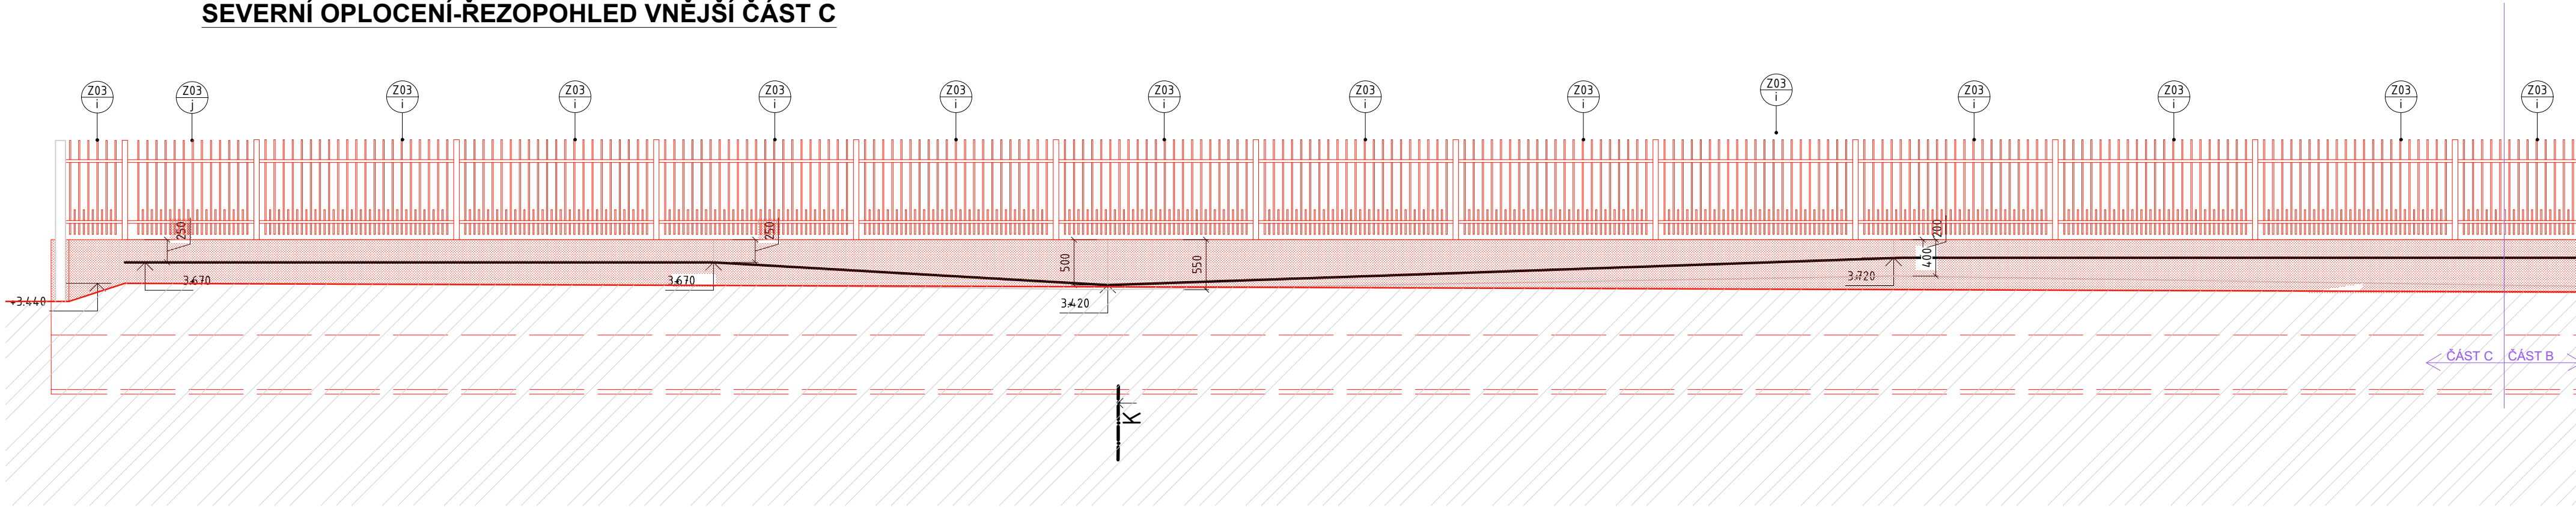 SEVERNÍ OPLOCENÍ-ŘEZOPOHLED VNĚJŠÍ ČÁST C
Z03
i
Z03
j
Z03
i
Z03
i
Z03
i
Z03
i
Z03
i
Z03
i
Z03
i
Z03
i
Z03
i
Z03
i
Z03
i
Z03
i
250
250
500
550
200
400
3.670
3.670
3.420
3.720
+3.440
ČÁST C
ČÁST B
K